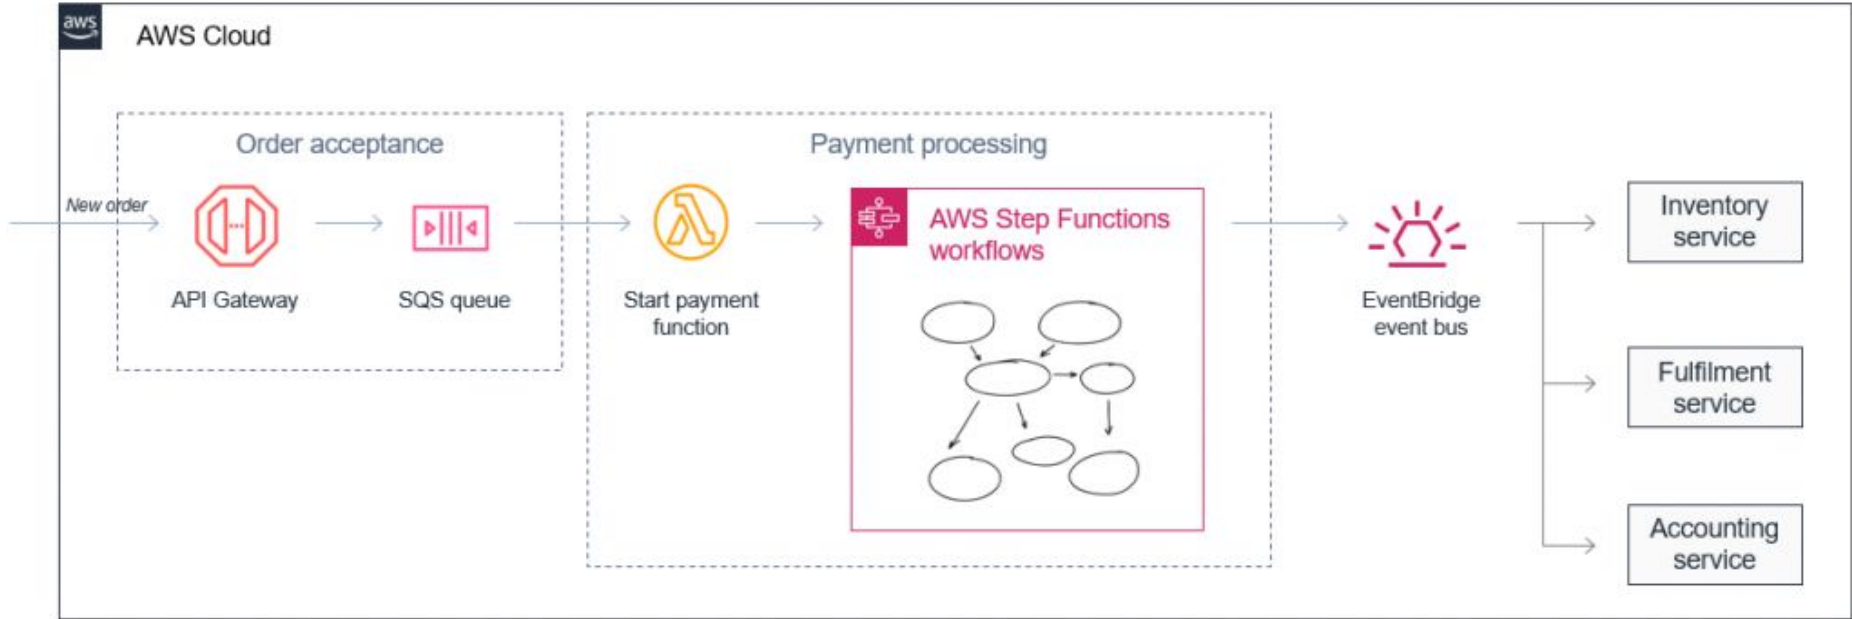 aws
AWS Cloud
Order acceptance
Payment processing
New order
API Gateway
SQS queue
Start payment
function
AWS Step Functions
workflows
EventBridge
event bus
Inventory
service
Fulfilment
service
Accounting
service